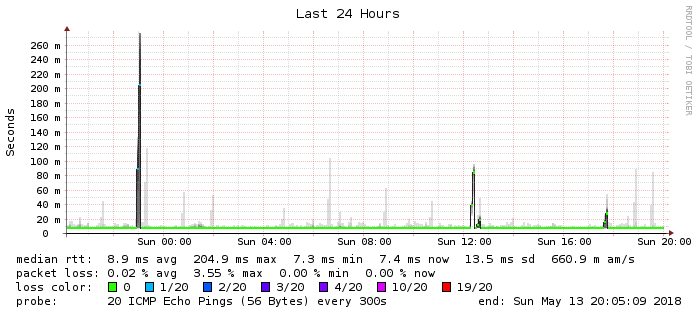 Last 24 Hours
RRDTOOL / TOBI OETIKER
Seconds
260 m
240 m
220 m
200 m
180 m
160 m
140 m
120 m
100 m
80 m
60 m
40 m
20 m
0
Sun 00:00 Sun 04:00 Sun 08:00 Sun 12:00 Sun 16:00 Sun 20:00
median rtt: 8.9 ms avg 204.9 ms max 7.3 ms min 7.4 ms now 13.5 ms sd 660.9 m am/s
packet loss: 0.02 % avg 3.55 % max 0.00 % min 0.00 % now
loss color: 0 1/20 2/20 3/20 4/20 10/20 19/20
probe: 20 ICMP Echo Pings (56 Bytes) every 300s end: Sun May 13 20:05:09 2018